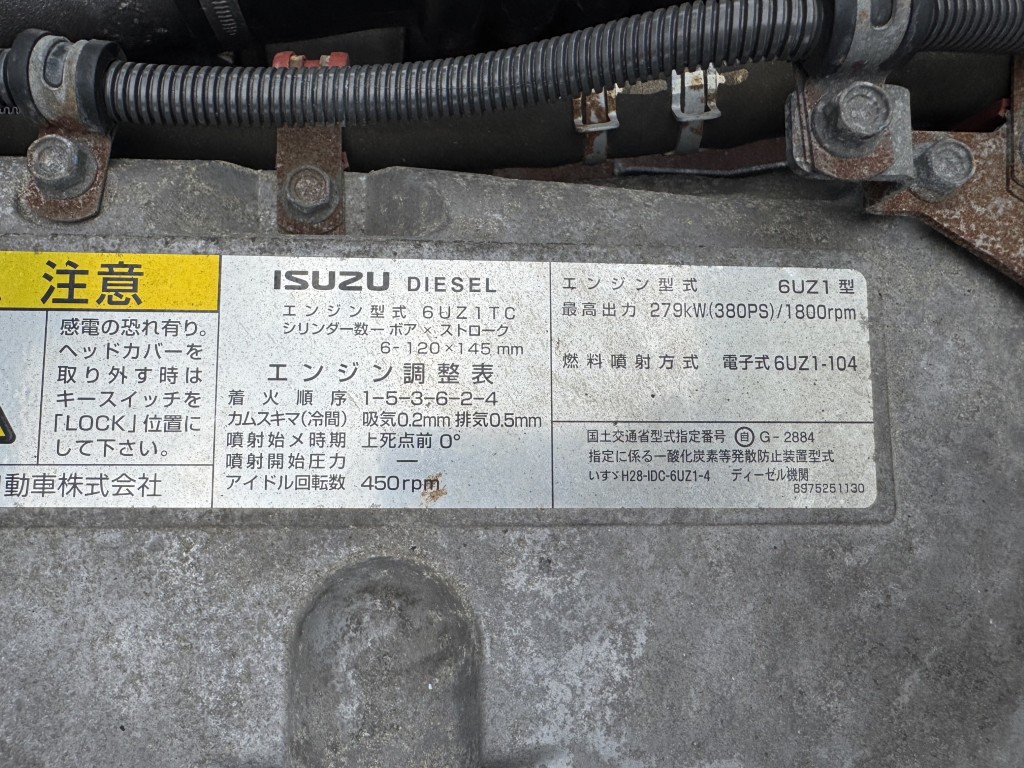 注意
感電の恐れ有り。
ヘッドカバーを
取り外す時は
キースイッチを
「LOCK」位置に
して下さい。
動車株式会社
ISUZU DIESEL
エンジン型式 6UZ1TC
シリンダー数ーボア×ストローク
6-120×145mm
エンジン調整表
着火順序 1-5-3-6-2-4
カムスキマ(冷間) 吸気0.2mm 排気0.5mm
噴射始メ時期 上死点前 0°
噴射開始圧力 ―
アイドル回転数 450rpm
エンジン型式 6UZ1型
最高出力 279kW(380PS)/1800rpm
燃料噴射方式 電子式6UZ1-104
国土交通省型式指定番号 自 G-2884
指定に係る一酸化炭素等発散防止装置型式
いすゞH28-IDC-6UZ1-4 ディーゼル機関
8975251130